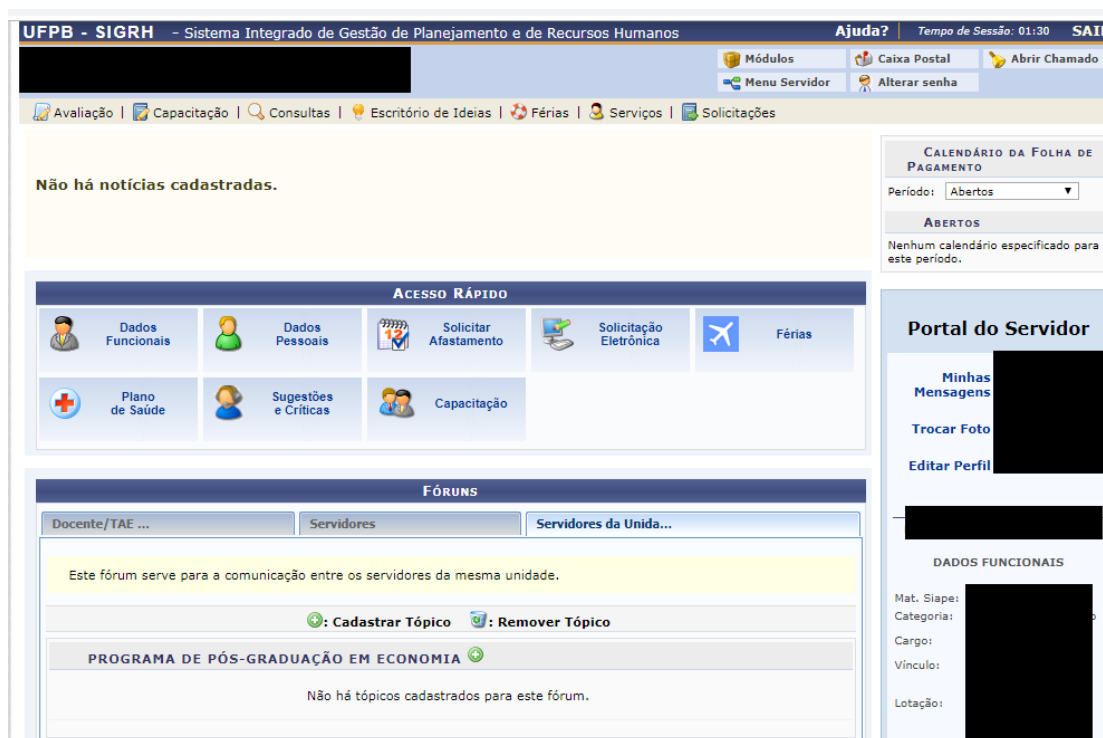 UFPB - SIGRH - Sistema Integrado de Gestão de Planejamento e de Recursos Humanos
Ajuda? Tempo de Sessão: 01:30 SAI
Módulos Caixa Postal Abrir Chamado
Menu Servidor Alterar senha
Avaliação | Capacitação | Consultas | Escritório de Ideias | Férias | Serviços | Solicitações
Não há notícias cadastradas.
CALENDÁRIO DA FOLHA DE
PAGAMENTO
Período: Abertos
ABERTOS
Nenhum calendário especificado para
este período.
ACESSO RÁPIDO
Dados
Funcionais
Dados
Pessoais
12
Solicitar
Afastamento
Solicitação
Eletrônica
Férias
Plano
de Saúde
Sugestões
e Críticas
Capacitação
Portal do Servidor
Minhas
Mensagens
Trocar Foto
Editar Perfil
FÓRUNS
Docente/TAE ... Servidores Servidores da Unida...
Este fórum serve para a comunicação entre os servidores da mesma unidade.
: Cadastrar Tópico : Remover Tópico
PROGRAMA DE PÓS-GRADUAÇÃO EM ECONOMIA
Não há tópicos cadastrados para este fórum.
DADOS FUNCIONAIS
Mat. Siape:
Categoria:
Cargo:
Vínculo:
Lotação: